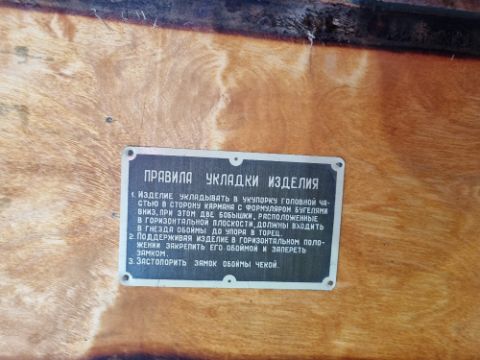 ПРАВИЛА УКЛАДКИ ИЗДЕЛИЯ
1. ИЗДЕЛИЕ УКЛАДЫВАТЬ В УКУПОРКУ ГОЛОВНОЙ ЧА-
СТЬЮ В СТОРОНУ КАРМАНА С ФОРМУЛЯРОМ БУГЕЛЯМИ
ВНИЗ, ПРИ ЭТОМ ДВЕ БОБЫШКИ, РАСПОЛОЖЕННЫЕ
В ГОРИЗОНТАЛЬНОЙ ПЛОСКОСТИ, ДОЛЖНЫ ВХОДИТЬ
В ГНЕЗДА ОБОЙМЫ ДО УПОРА В ТОРЕЦ.
2. ПОДДЕРЖИВАЯ ИЗДЕЛИЕ В ГОРИЗОНТАЛЬНОМ ПОЛО-
ЖЕНИИ ЗАКРЕПИТЬ ЕГО ОБОЙМОЙ И ЗАПЕРЕТЬ
ЗАМКОМ.
3. ЗАСТОПОРИТЬ ЗАМОК ОБОЙМЫ ЧЕКОЙ.